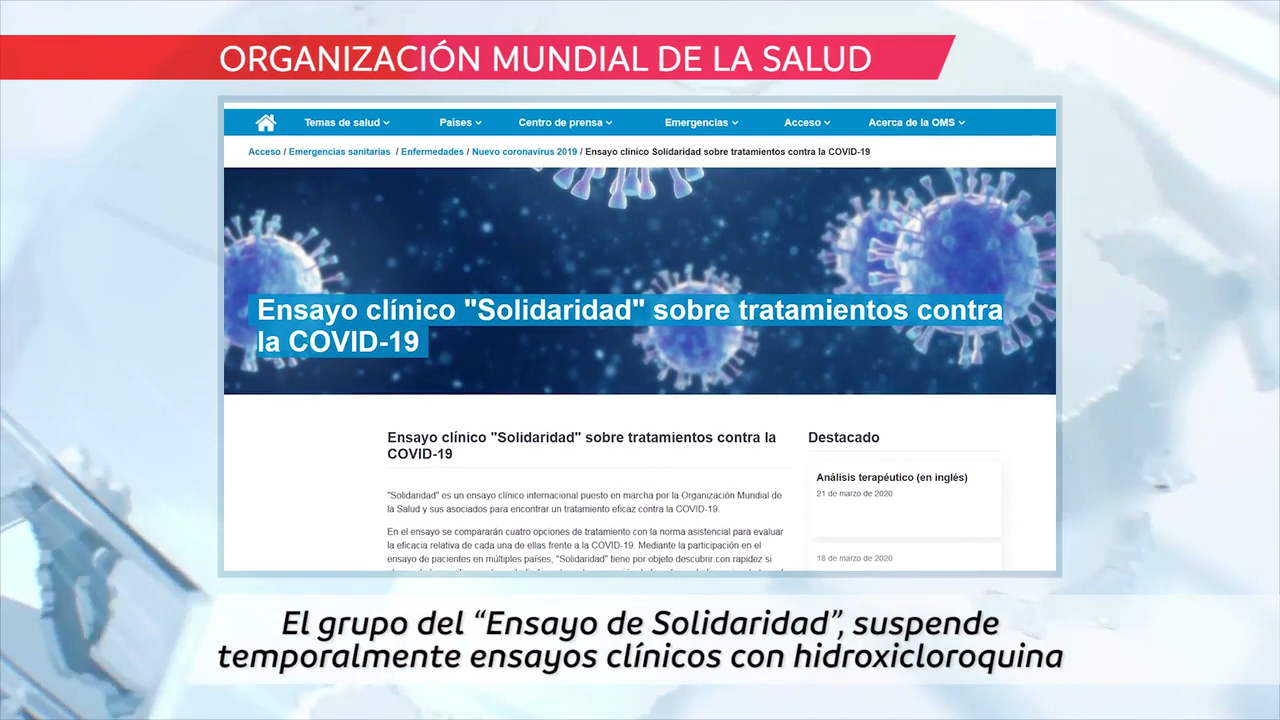 ORGANIZACIÓN MUNDIAL DE LA SALUD
Temas de salud Países Centro de prensa Emergencias Acceso Acerca de la OMS
Acceso / Emergencias sanitarias / Enfermedades / Nuevo coronavirus 2019 / Ensayo clínico Solidaridad sobre tratamientos contra la COVID-19
Ensayo clínico "Solidaridad" sobre tratamientos contra
la COVID-19
Ensayo clínico "Solidaridad" sobre tratamientos contra la
COVID-19
"Solidaridad" es un ensayo clínico internacional puesto en marcha por la Organización Mundial de
la Salud y sus asociados para encontrar un tratamiento eficaz contra la COVID-19.
En el ensayo se compararán cuatro opciones de tratamiento con la norma asistencial para evaluar
la eficacia relativa de cada una de ellas frente a la COVID-19. Mediante la participación en el
ensayo de pacientes en múltiples países, "Solidaridad" tiene por objeto descubrir con rapidez si
Destacado
Análisis terapéutico (en inglés)
21 de marzo de 2020
18 de marzo de 2020
El grupo del “Ensayo de Solidaridad”, suspende
temporalmente ensayos clínicos con hidroxicloroquina